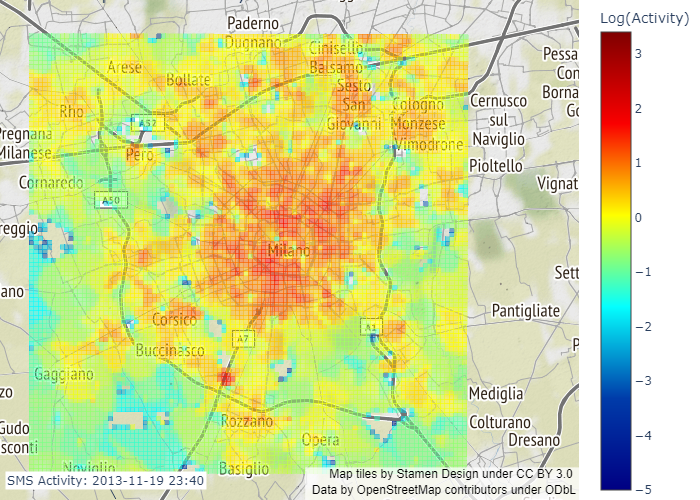 Log(Activity)
Paderno
Dugnano
Cinisello
Balsamo
Arese
Bollate
Sesto
San
Giovanni
Rho
Cologno
Monzese
Vimodrone
Cernusco
sul
Naviglio
Pioltello
Pessa
Con
Borna
Go
A52
Pregnana
Milanese
Pero
Cornaredo
Vignat
A50
reggio
Milano
Sett
ano
Pantigliate
Corsico
A7
A1
Buccinasco
P
Gaggiano
zo
Mediglia
Rozzano
Colturano
Gudo
sconti
Opera
Dresano
Noviglio
Basiglio
SMS Activity: 2013-11-19 23:40
Map tiles by Stamen Design under CC BY 3.0
Data by OpenStreetMap contributors under ODbL
3
2
1
0
−1
−2
−3
−4
−5